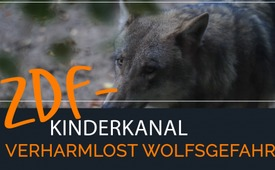 ZDF-
KINDERKANAL
VERHARMLOST WOLFSGEFAHR